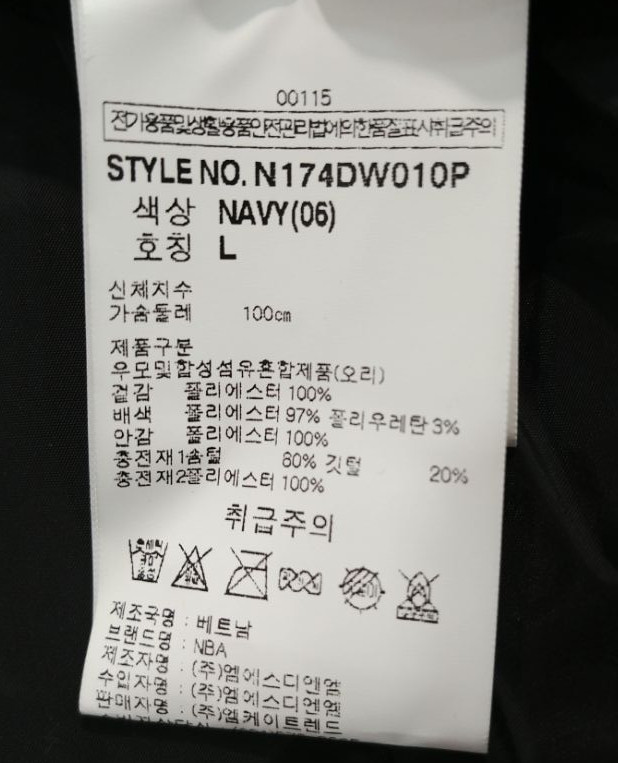 00115
전기용품및생활용품안전관리법에의한품질표시취급주의
STYLE NO. N174DW010P
색상 NAVY(06)
호칭 L
신체치수
가슴둘레 100cm
제품구분
우모및합성섬유혼합제품(오리)
겉감 폴리에스터 100%
배색 폴리에스터 97% 폴리우레탄 3%
안감 폴리에스터 100%
충전재1솜털 80% 깃털 20%
충전재2폴리에스터 100%
취급주의
제조국명 : 베트남
브랜드명 : NBA
제조자명 : (주)엠에스디엔엠
수입자명 : (주)엠에스디엔엠
판매자명 : (주)엘케이트렌드